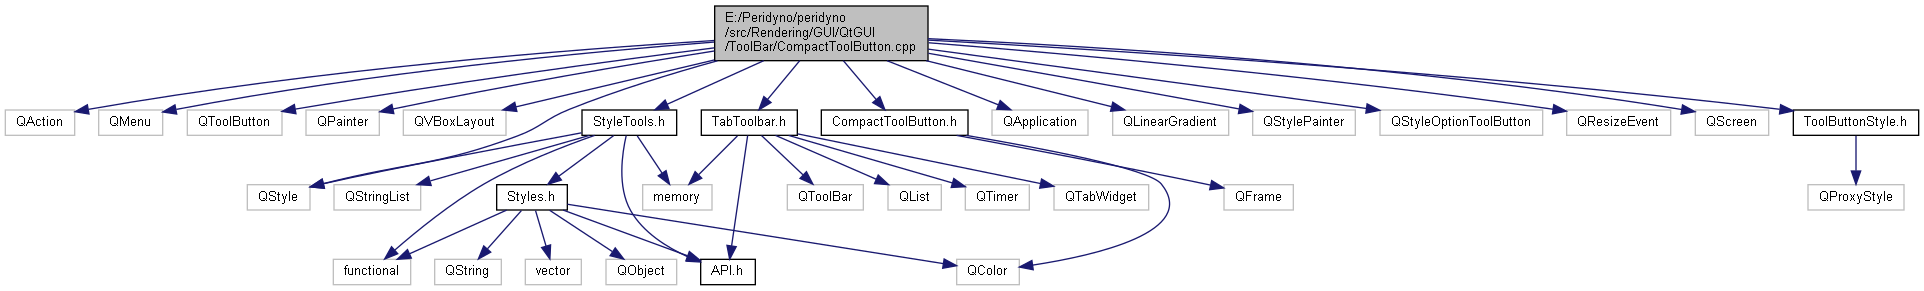 E:/Peridyno/peridyno
/src/Rendering/GUI/QtGUI
/ToolBar/CompactToolButton.cpp
QAction
QMenu
QToolButton
QPainter
QVBoxLayout
StyleTools.h
TabToolbar.h
CompactToolButton.h
QApplication
QLinearGradient
QStylePainter
QStyleOptionToolButton
QResizeEvent
QScreen
ToolButtonStyle.h
QStyle
QStringList
Styles.h
memory
QToolBar
QList
QTimer
QTabWidget
QFrame
QProxyStyle
functional
QString
vector
QObject
API.h
QColor